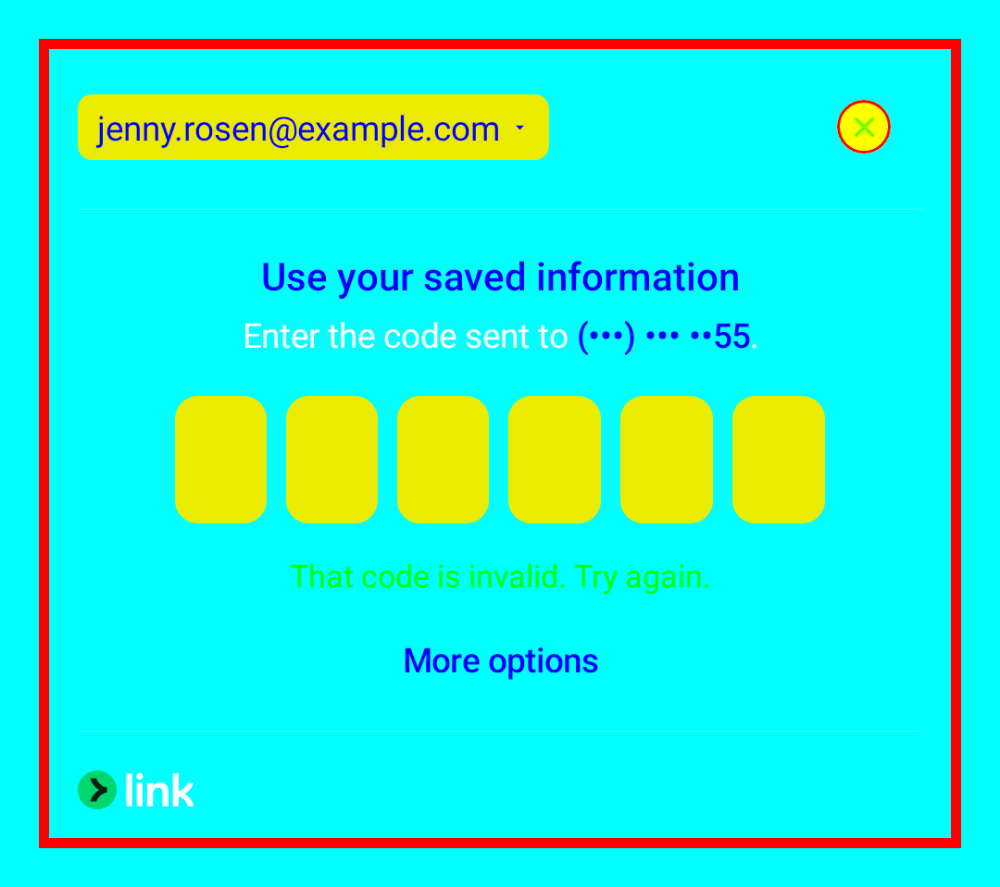 jenny.rosen@example.com
Use your saved information
Enter the code sent to (•••) ••• ••55.
That code is invalid. Try again.
More options
link